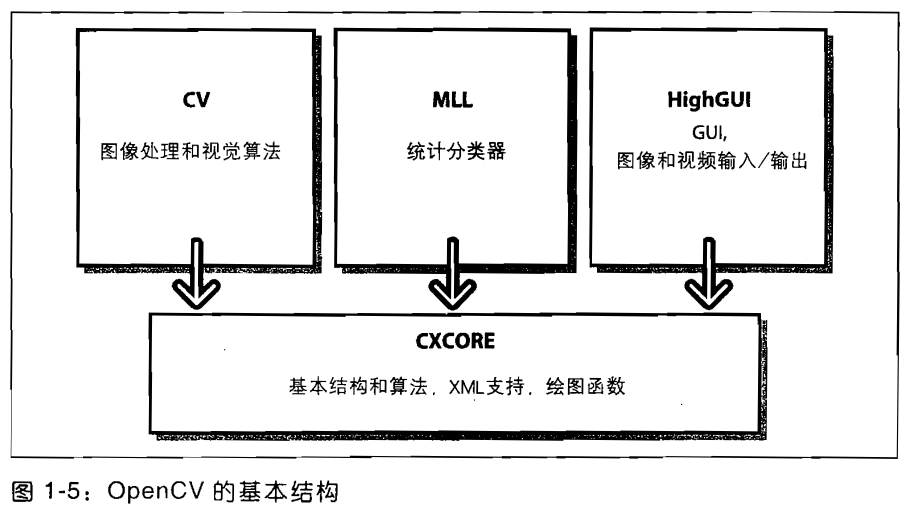 CV
图像处理和视觉算法
MLL
统计分类器
HighGUI
GUI,
图像和视频输入/输出
CXCORE
基本结构和算法，XML支持，绘图函数
图 1-5：OpenCV 的基本结构